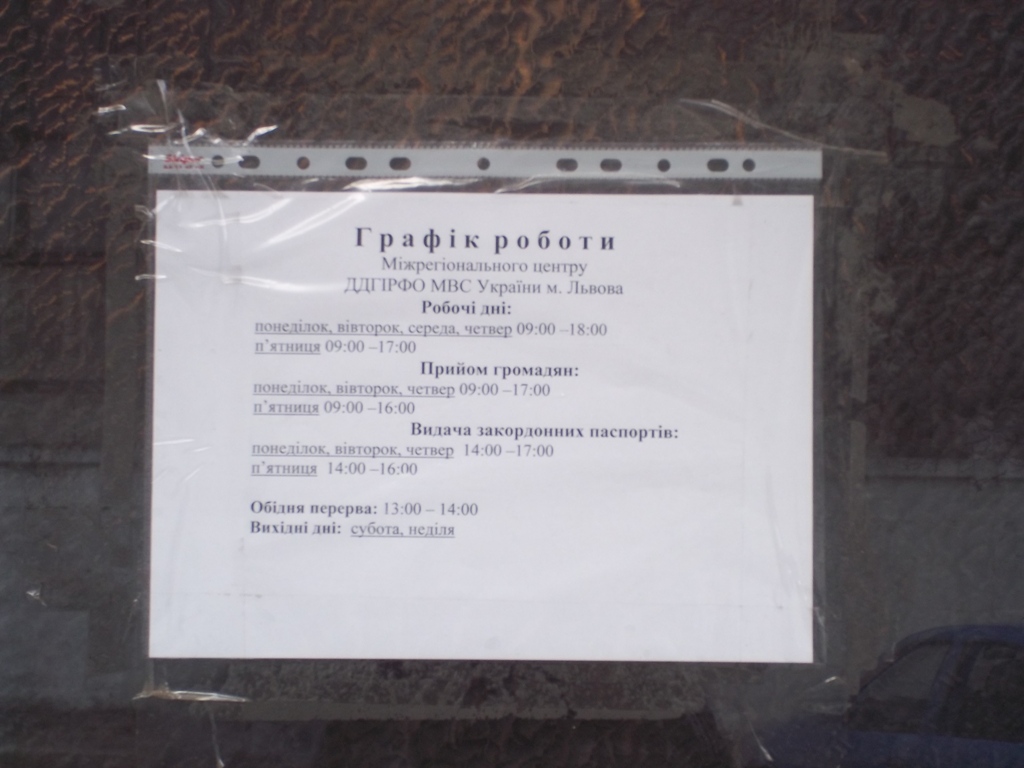 Графік роботи
Міжрегіонального центру
ДДГІРФО МВС України м. Львова
Робочі дні:
понеділок, вівторок, середа, четвер 09:00 –18:00
п’ятниця 09:00 –17:00
Прийом громадян:
понеділок, вівторок, четвер 09:00 –17:00
п’ятниця 09:00 –16:00
Видача закордонних паспортів:
понеділок, вівторок, четвер 14:00 –17:00
п’ятниця 14:00 –16:00
Обідня перерва: 13:00 – 14:00
Вихідні дні: субота, неділя